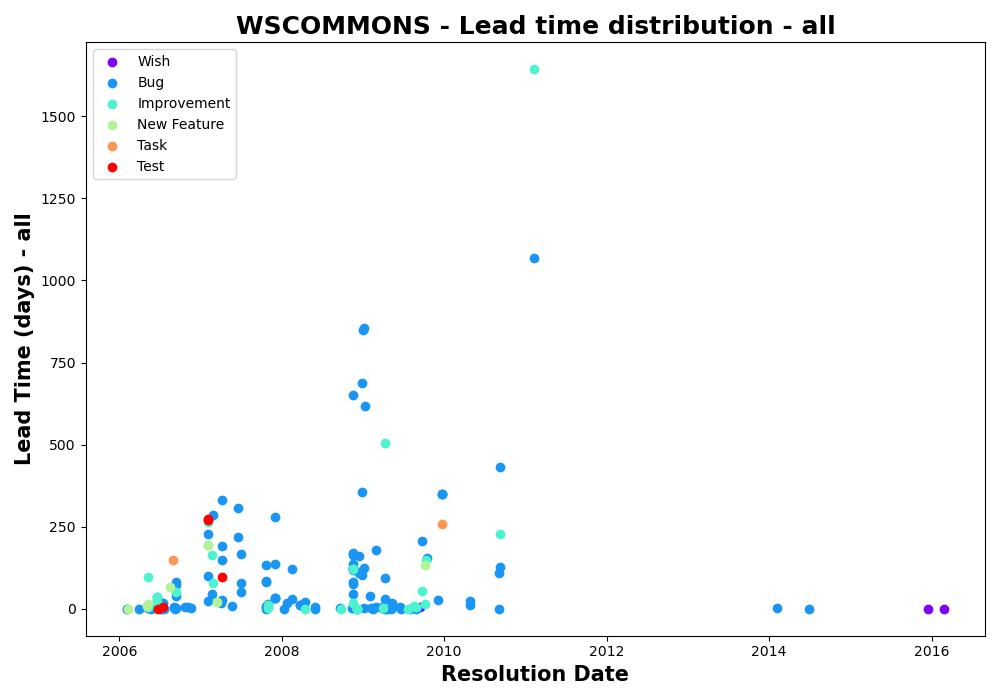 WSCOMMONS - Lead time distribution - all
Wish
Bug
Improvement
New Feature
Task
Test
Lead Time (days) - all
1500
1250
1000
750
500
250
0
2006
2008
2010
2012
2014
2016
Resolution Date